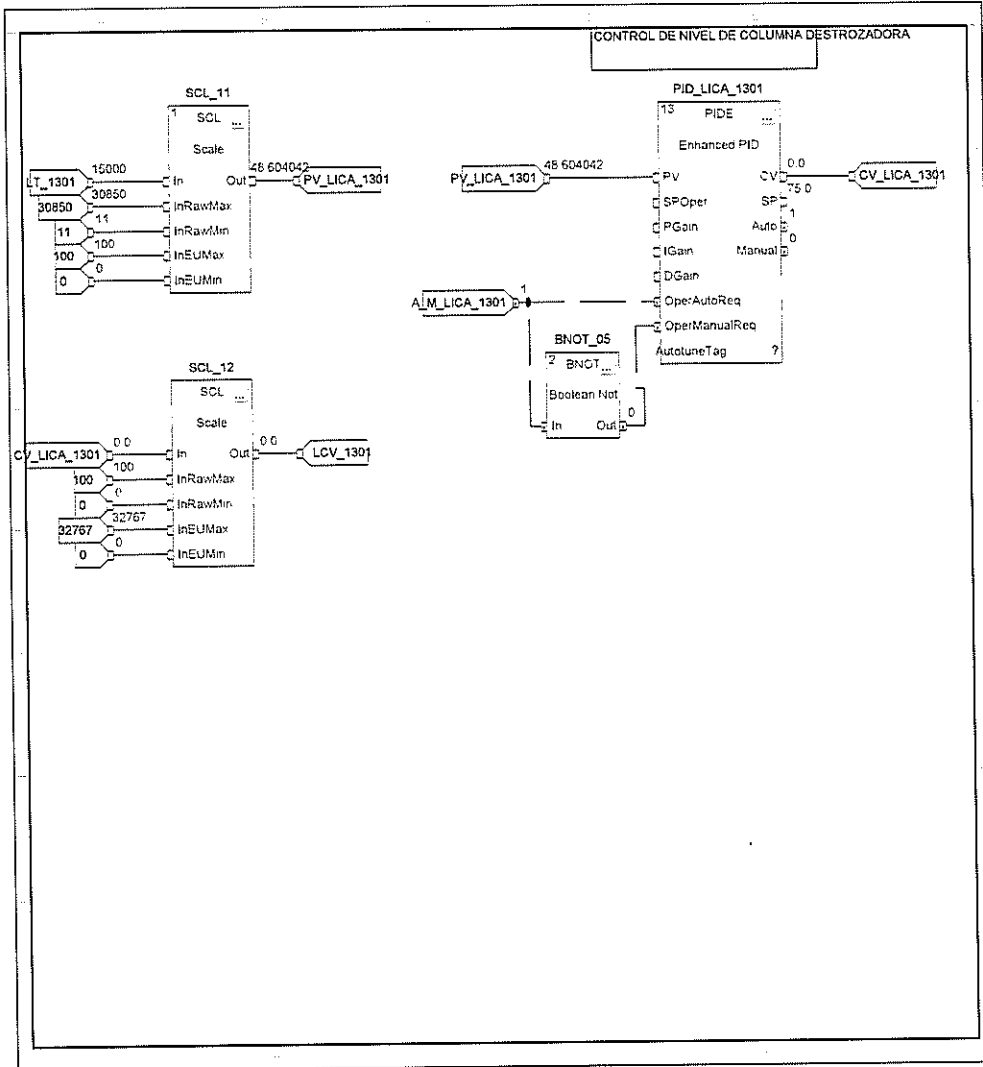 CONTROL DE NIVEL DE COLUMNA DESTROZADORA
SCL_11
1
SCL
...
Scale
LT_1301
15000
In
Out
48.604042
PV_LICA_1301
30850
30850
InRawMax
11
11
InRawMin
100
100
InEUMax
0
0
InEUMin
PID_LICA_1301
13
PIDE
...
Enhanced PID
PV_LICA_1301
48.604042
PV
CV
0.0
CV_LICA_1301
SPOper
SP
75.0
PGain
Auto
1
IGain
Manual
0
DGain
A_M_LICA_1301
1
OperAutoReq
OperManualReq
AutotuneTag
?
BNOT_05
2
BNOT
...
Boolean Not
In
Out
0
SCL_12
SCL
...
Scale
CV_LICA_1301
0.0
In
Out
0.0
LCV_1301
100
100
InRawMax
0
0
InRawMin
32767
32767
InEUMax
0
0
InEUMin